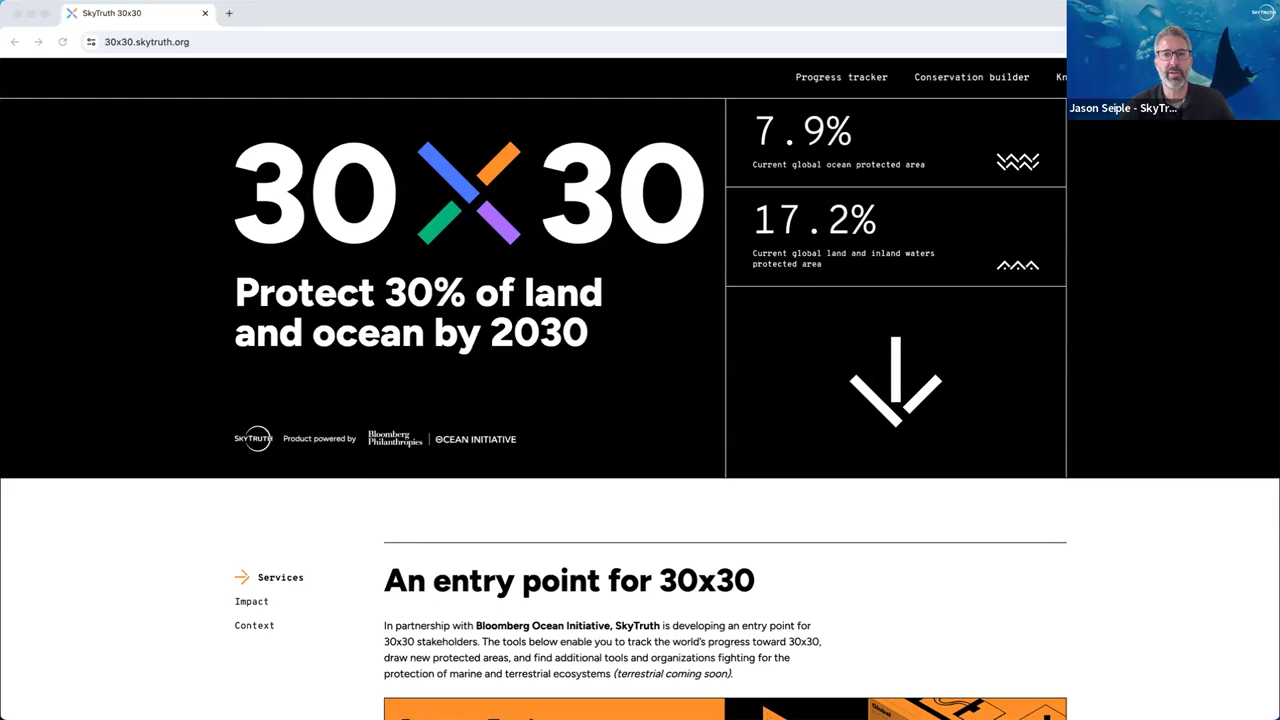 SkyTruth 30x30
30x30.skytruth.org
SKYTRUTH
Jason Seiple - SkyTr...
Progress tracker
Conservation builder
Kn
30X30
Protect 30% of land
and ocean by 2030
SKYTRUTH
Product powered by
Bloomberg
Philanthropies
OCEAN INITIATIVE
7.9%
Current global ocean protected area
17.2%
Current global land and inland waters
protected area
Services
Impact
Context
An entry point for 30x30
In partnership with Bloomberg Ocean Initiative, SkyTruth is developing an entry point for
30x30 stakeholders. The tools below enable you to track the world's progress toward 30x30,
draw new protected areas, and find additional tools and organizations fighting for the
protection of marine and terrestrial ecosystems (terrestrial coming soon).
Global